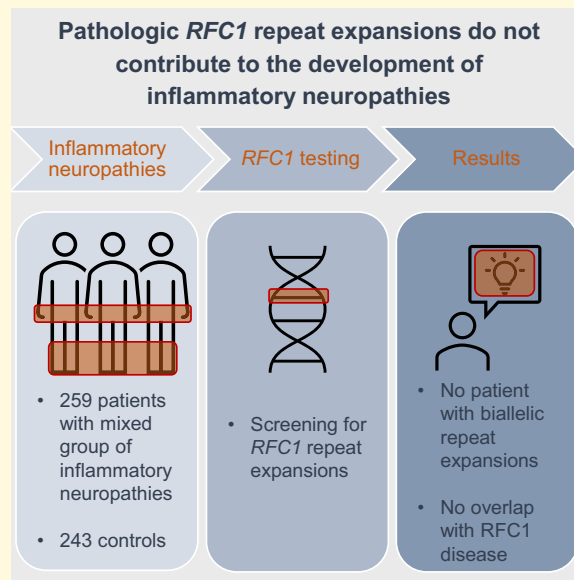 Pathologic RFC1 repeat expansions do not
contribute to the development of
inflammatory neuropathies
Inflammatory
neuropathies
RFC1 testing
Results
• 259 patients
with mixed
group of
inflammatory
neuropathies
• 243 controls
• Screening for
RFC1 repeat
expansions
• No patient
with biallelic
repeat
expansions
• No overlap
with RFC1
disease